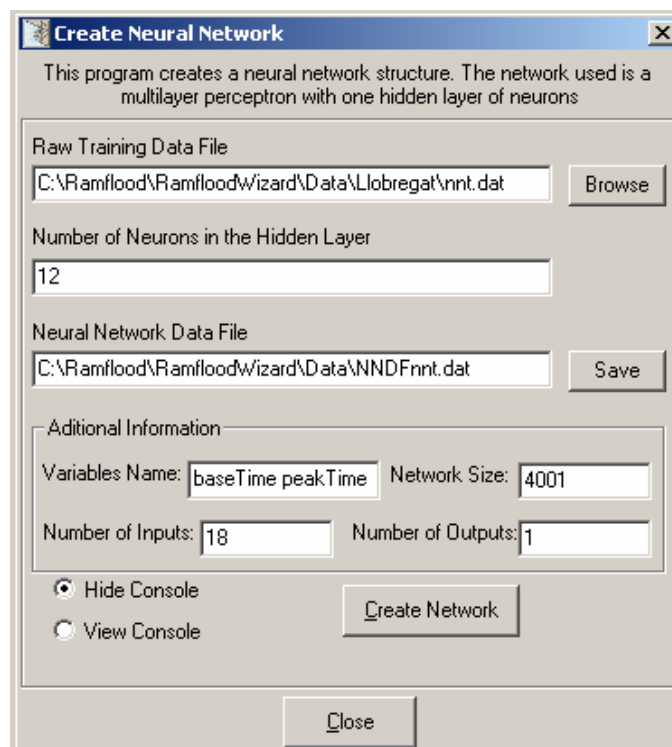 Create Neural Network
This program creates a neural network structure. The network used is a
multilayer perceptron with one hidden layer of neurons
Raw Training Data File
C:\Ramflood\RamfloodWizard\Data\Llobregat\nnt.dat
Browse
Number of Neurons in the Hidden Layer
12
Neural Network Data File
C:\Ramflood\RamfloodWizard\Data\NNDFnnt.dat
Save
Aditional Information
Variables Name: baseTime peakTime Network Size: 4001
Number of Inputs: 18 Number of Outputs: 1
Hide Console
View Console
Create Network
Close